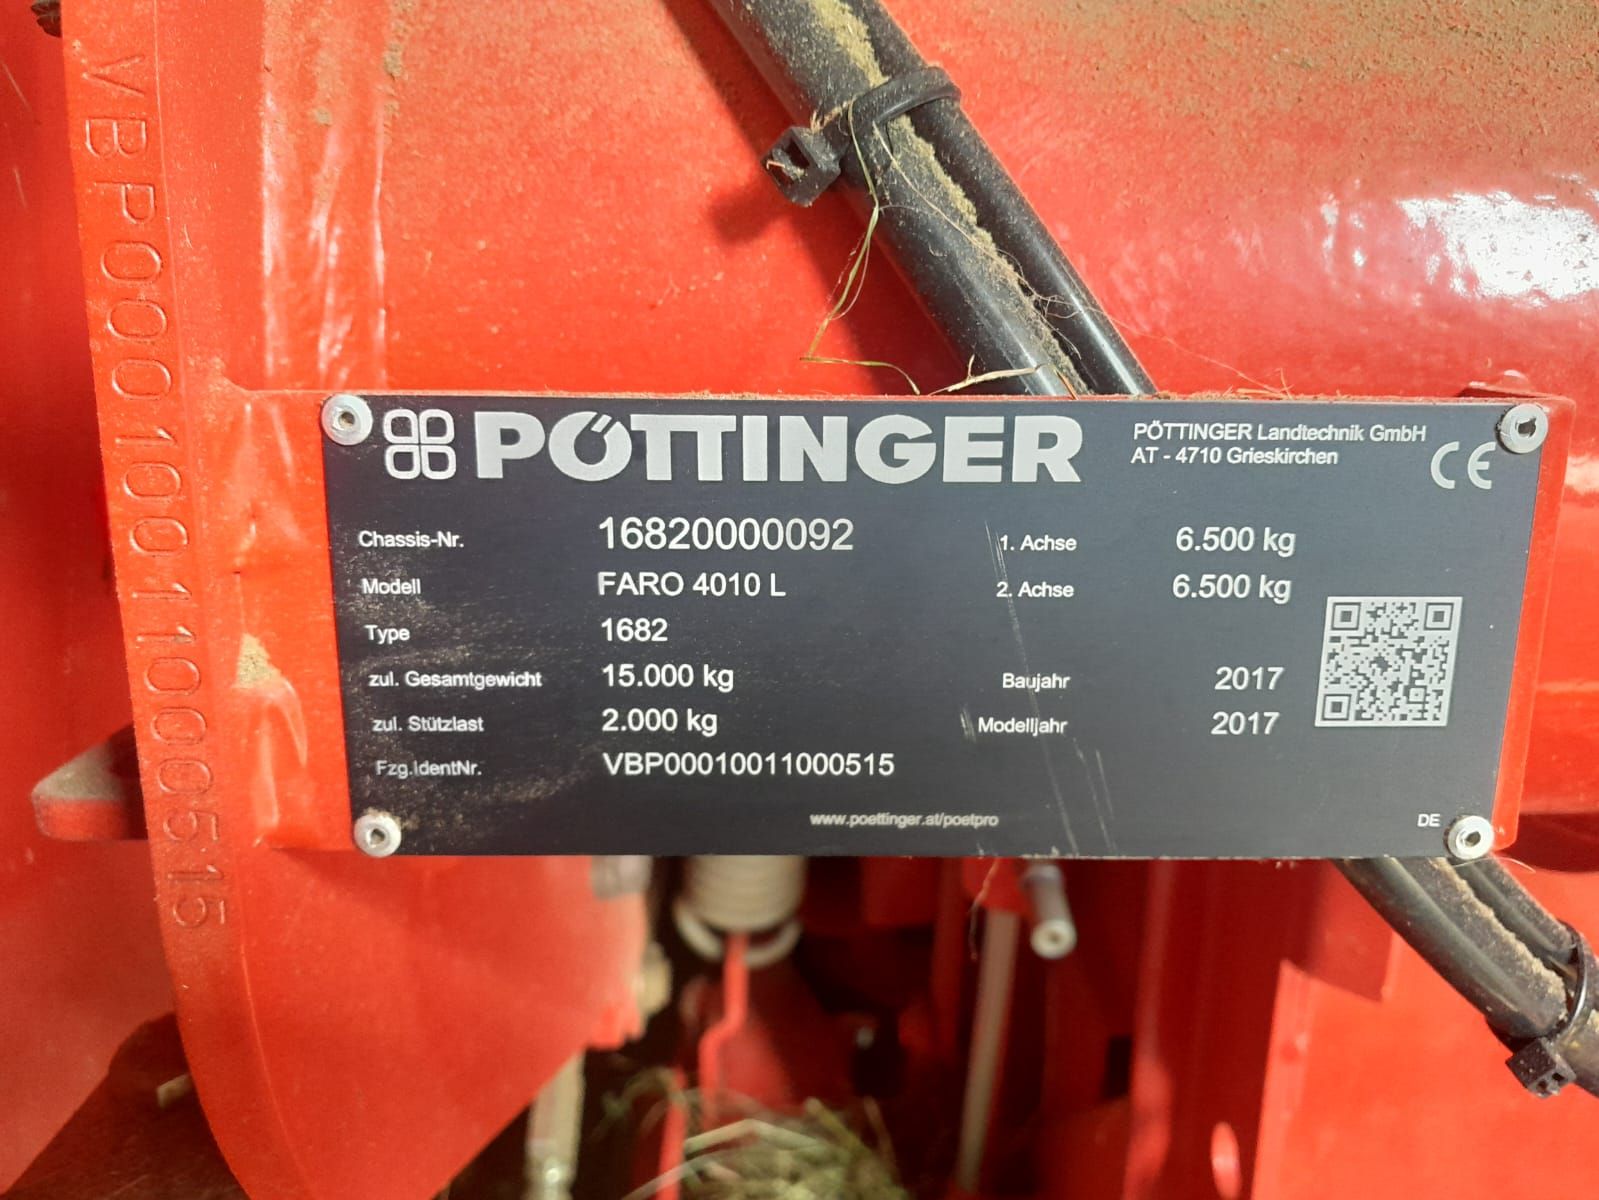 VBP00010011000515
PÖTTINGER
PÖTTINGER Landtechnik GmbH
AT - 4710 Grieskirchen
CE
Chassis-Nr. 16820000092 1. Achse 6.500 kg
Modell FARO 4010 L 2. Achse 6.500 kg
Type 1682
zul. Gesamtgewicht 15.000 kg Baujahr 2017
zul. Stützlast 2.000 kg Modelljahr 2017
Fzg.IdentNr. VBP00010011000515
www.poettinger.at/poetpro DE